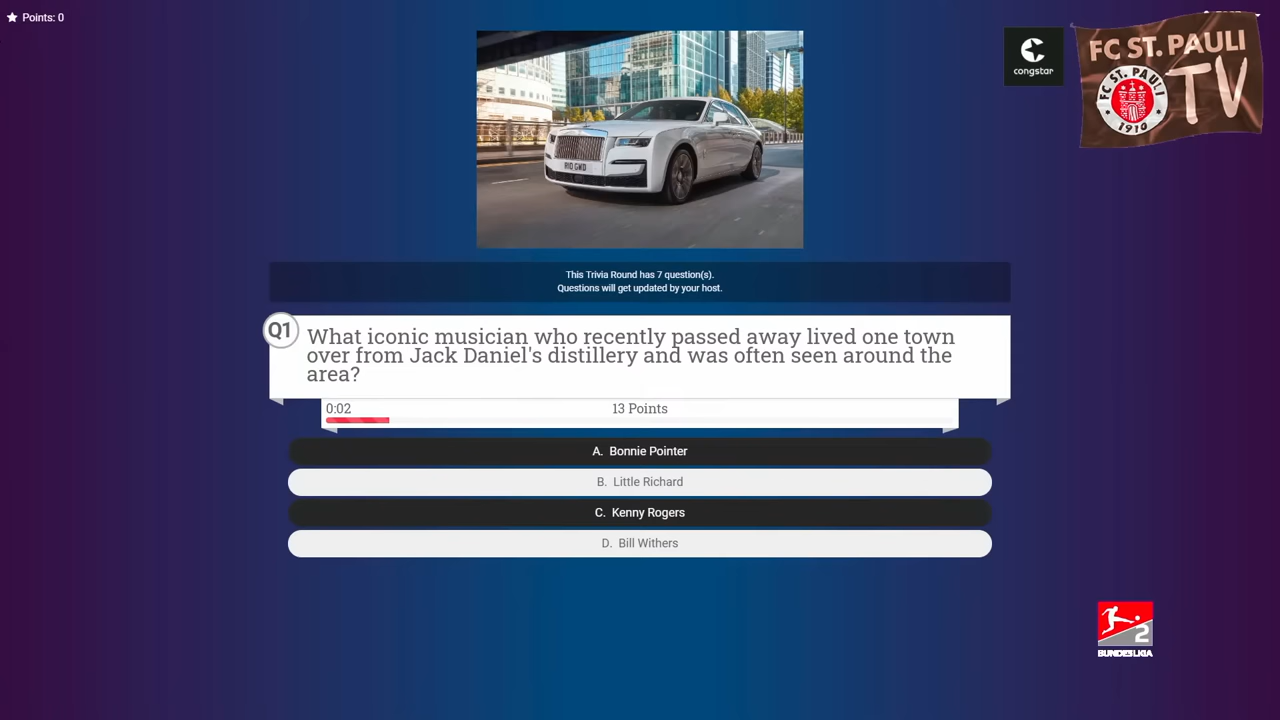 Points: 0
FC ST. PAULI
TV
FC ST. PAULI
1910
congstar
R10 GWD
This Trivia Round has 7 question(s).
Questions will get updated by your host.
Q1
What iconic musician who recently passed away lived one town
over from Jack Daniel's distillery and was often seen around the
area?
0:02
13 Points
A. Bonnie Pointer
B. Little Richard
C. Kenny Rogers
D. Bill Withers
2